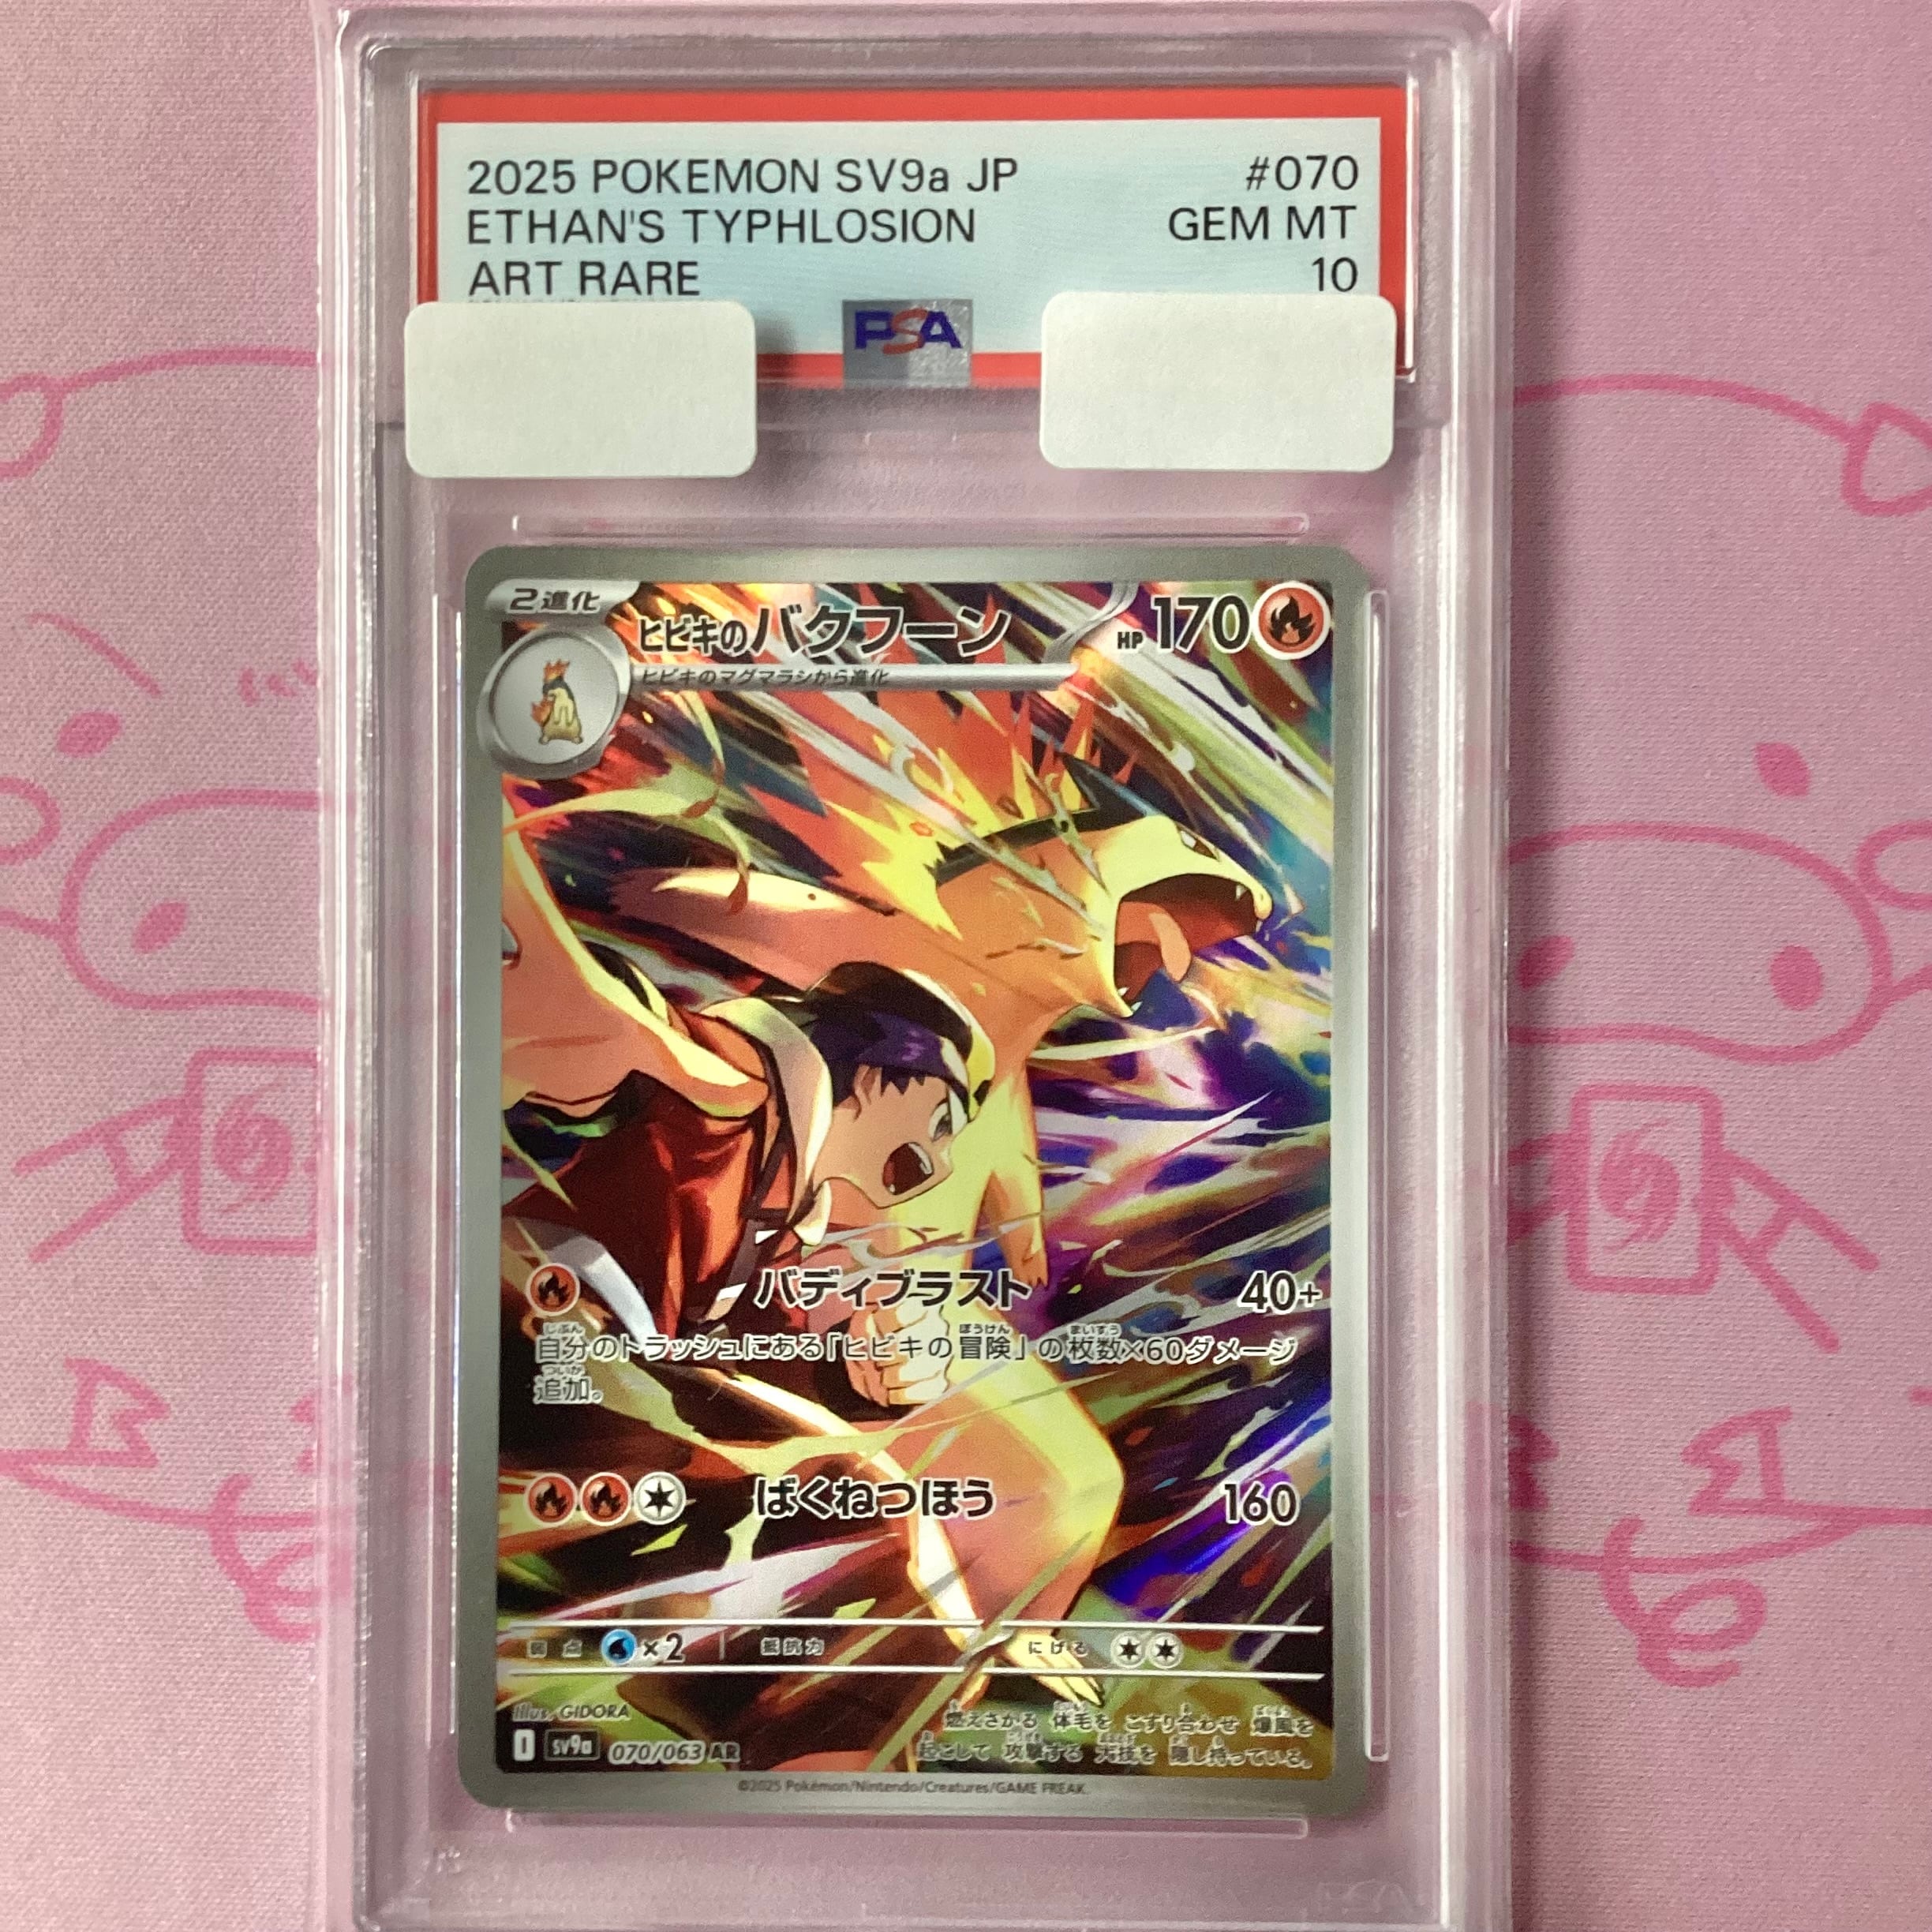 2025 POKEMON SV9a JP #070
ETHAN'S TYPHLOSION GEM MT
ART RARE 10
PSA
2進化 ヒビキのバクフーン HP 170
ヒビキのマグマラシから進化
バディブラスト 40+
自分のトラッシュにある「ヒビキの冒険」の枚数×60ダメージ
追加。
ばくねつほう 160
弱点 ×2 抵抗力 にげる
Illus. GIDORA
燃えさかる 体毛を こすり合わせ 爆風を
起こして 攻撃する 大技を 隠し持っている。
I SV9a 070/063 AR
©2025 Pokémon/Nintendo/Creatures/GAME FREAK.